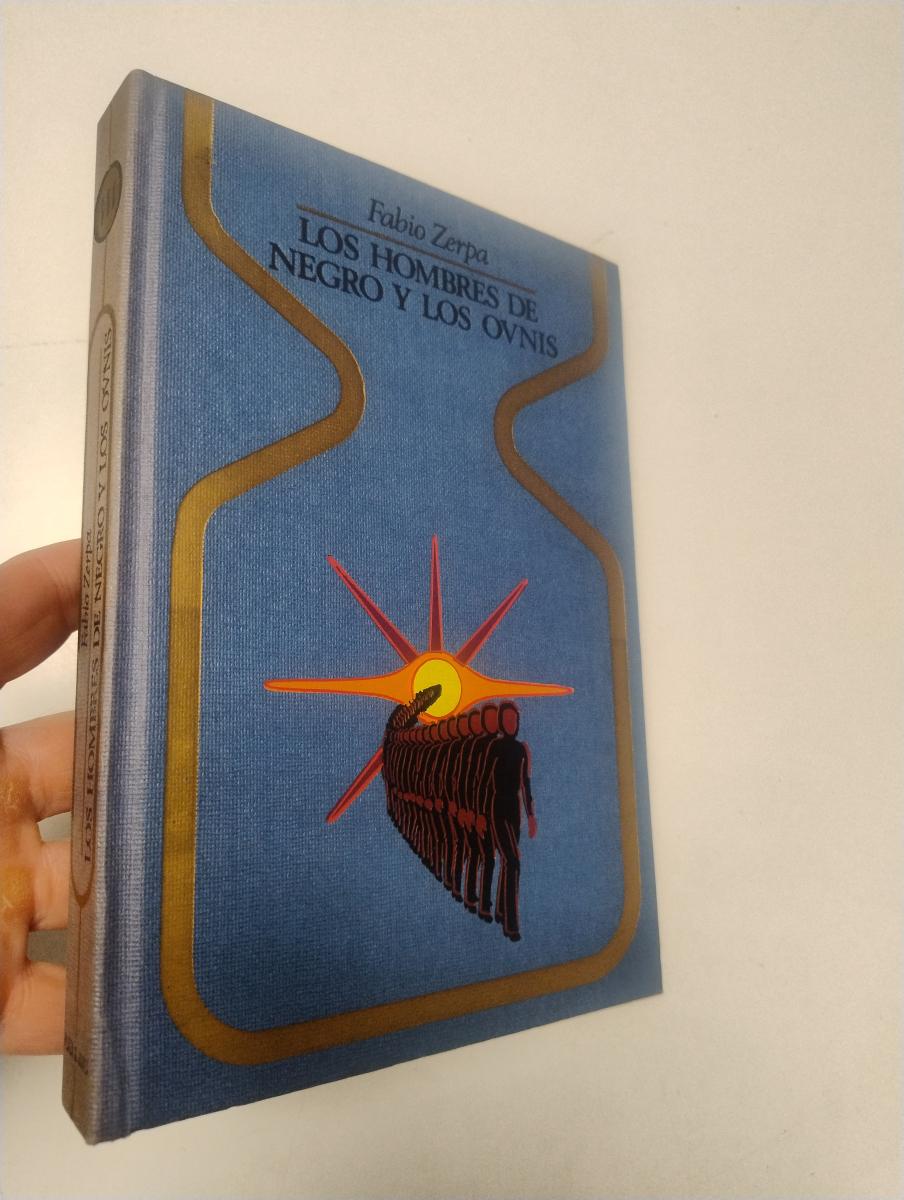 Fabio Zerpa
LOS HOMBRES DE
NEGRO Y LOS OVNIS
Fabio Zerpa
LOS HOMBRES DE NEGRO Y LOS OVNIS